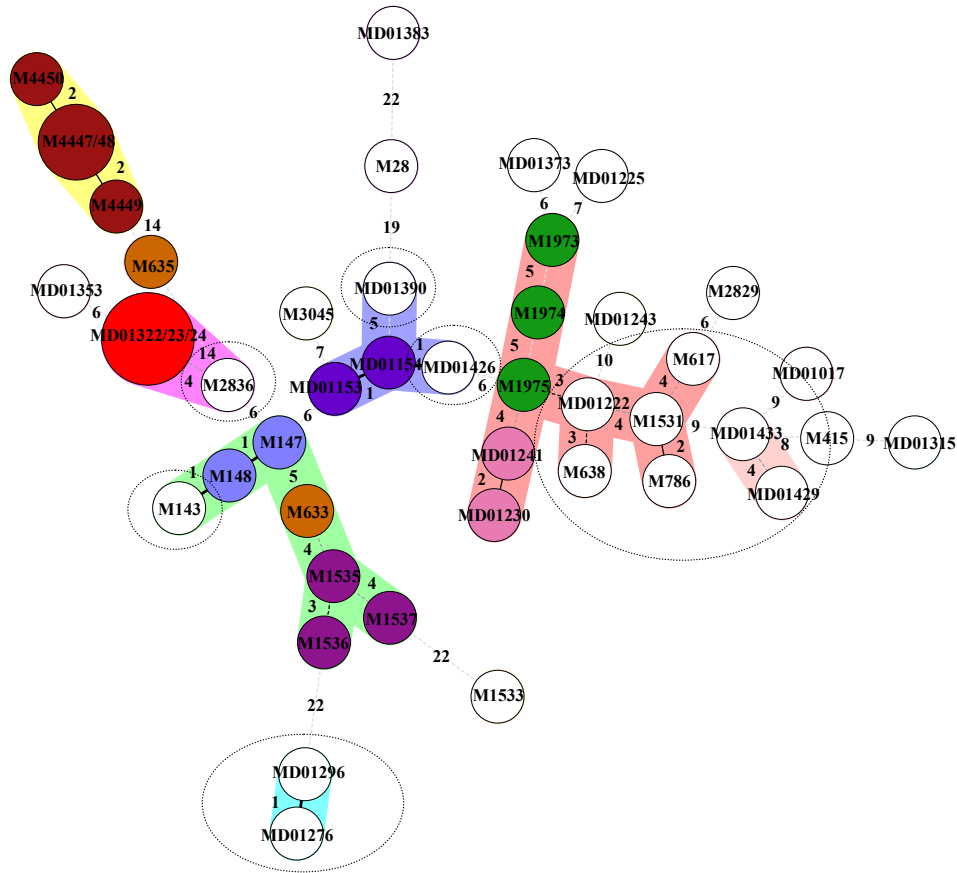 MD01383
M4450
2
22
M4447/48
MD01373
M28
MD01225
2
M4449
6
7
14
19
M1973
M635
5
MD01353
MD01390
M2829
6
M3045
M1974
MD01243
MD01322/23/24
5
6
14
7
1
5
10
M617
MD01154
MD01426
4
M2836
MD01153
1
6
M1975
3
4
MD01017
6
6
4
MD01222
4
M1531
9
9
MD01433
M147
1
3
2
8
M415
9
MD01315
MD01241
M148
1
5
2
M638
M786
4
MD01429
M143
M633
MD01230
4
M1535
4
3
M1537
M1536
22
M1533
22
MD01296
1
MD01276